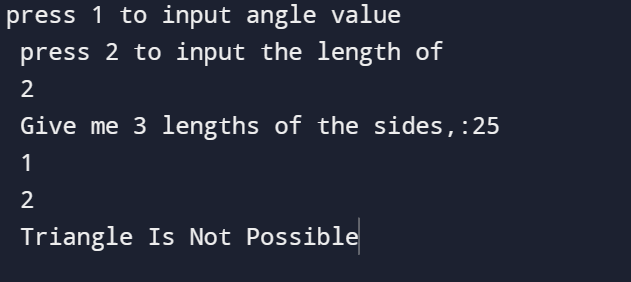 press 1 to input angle value
press 2 to input the length of
2
Give me 3 lengths of the sides,:25
1
2
Triangle Is Not Possible